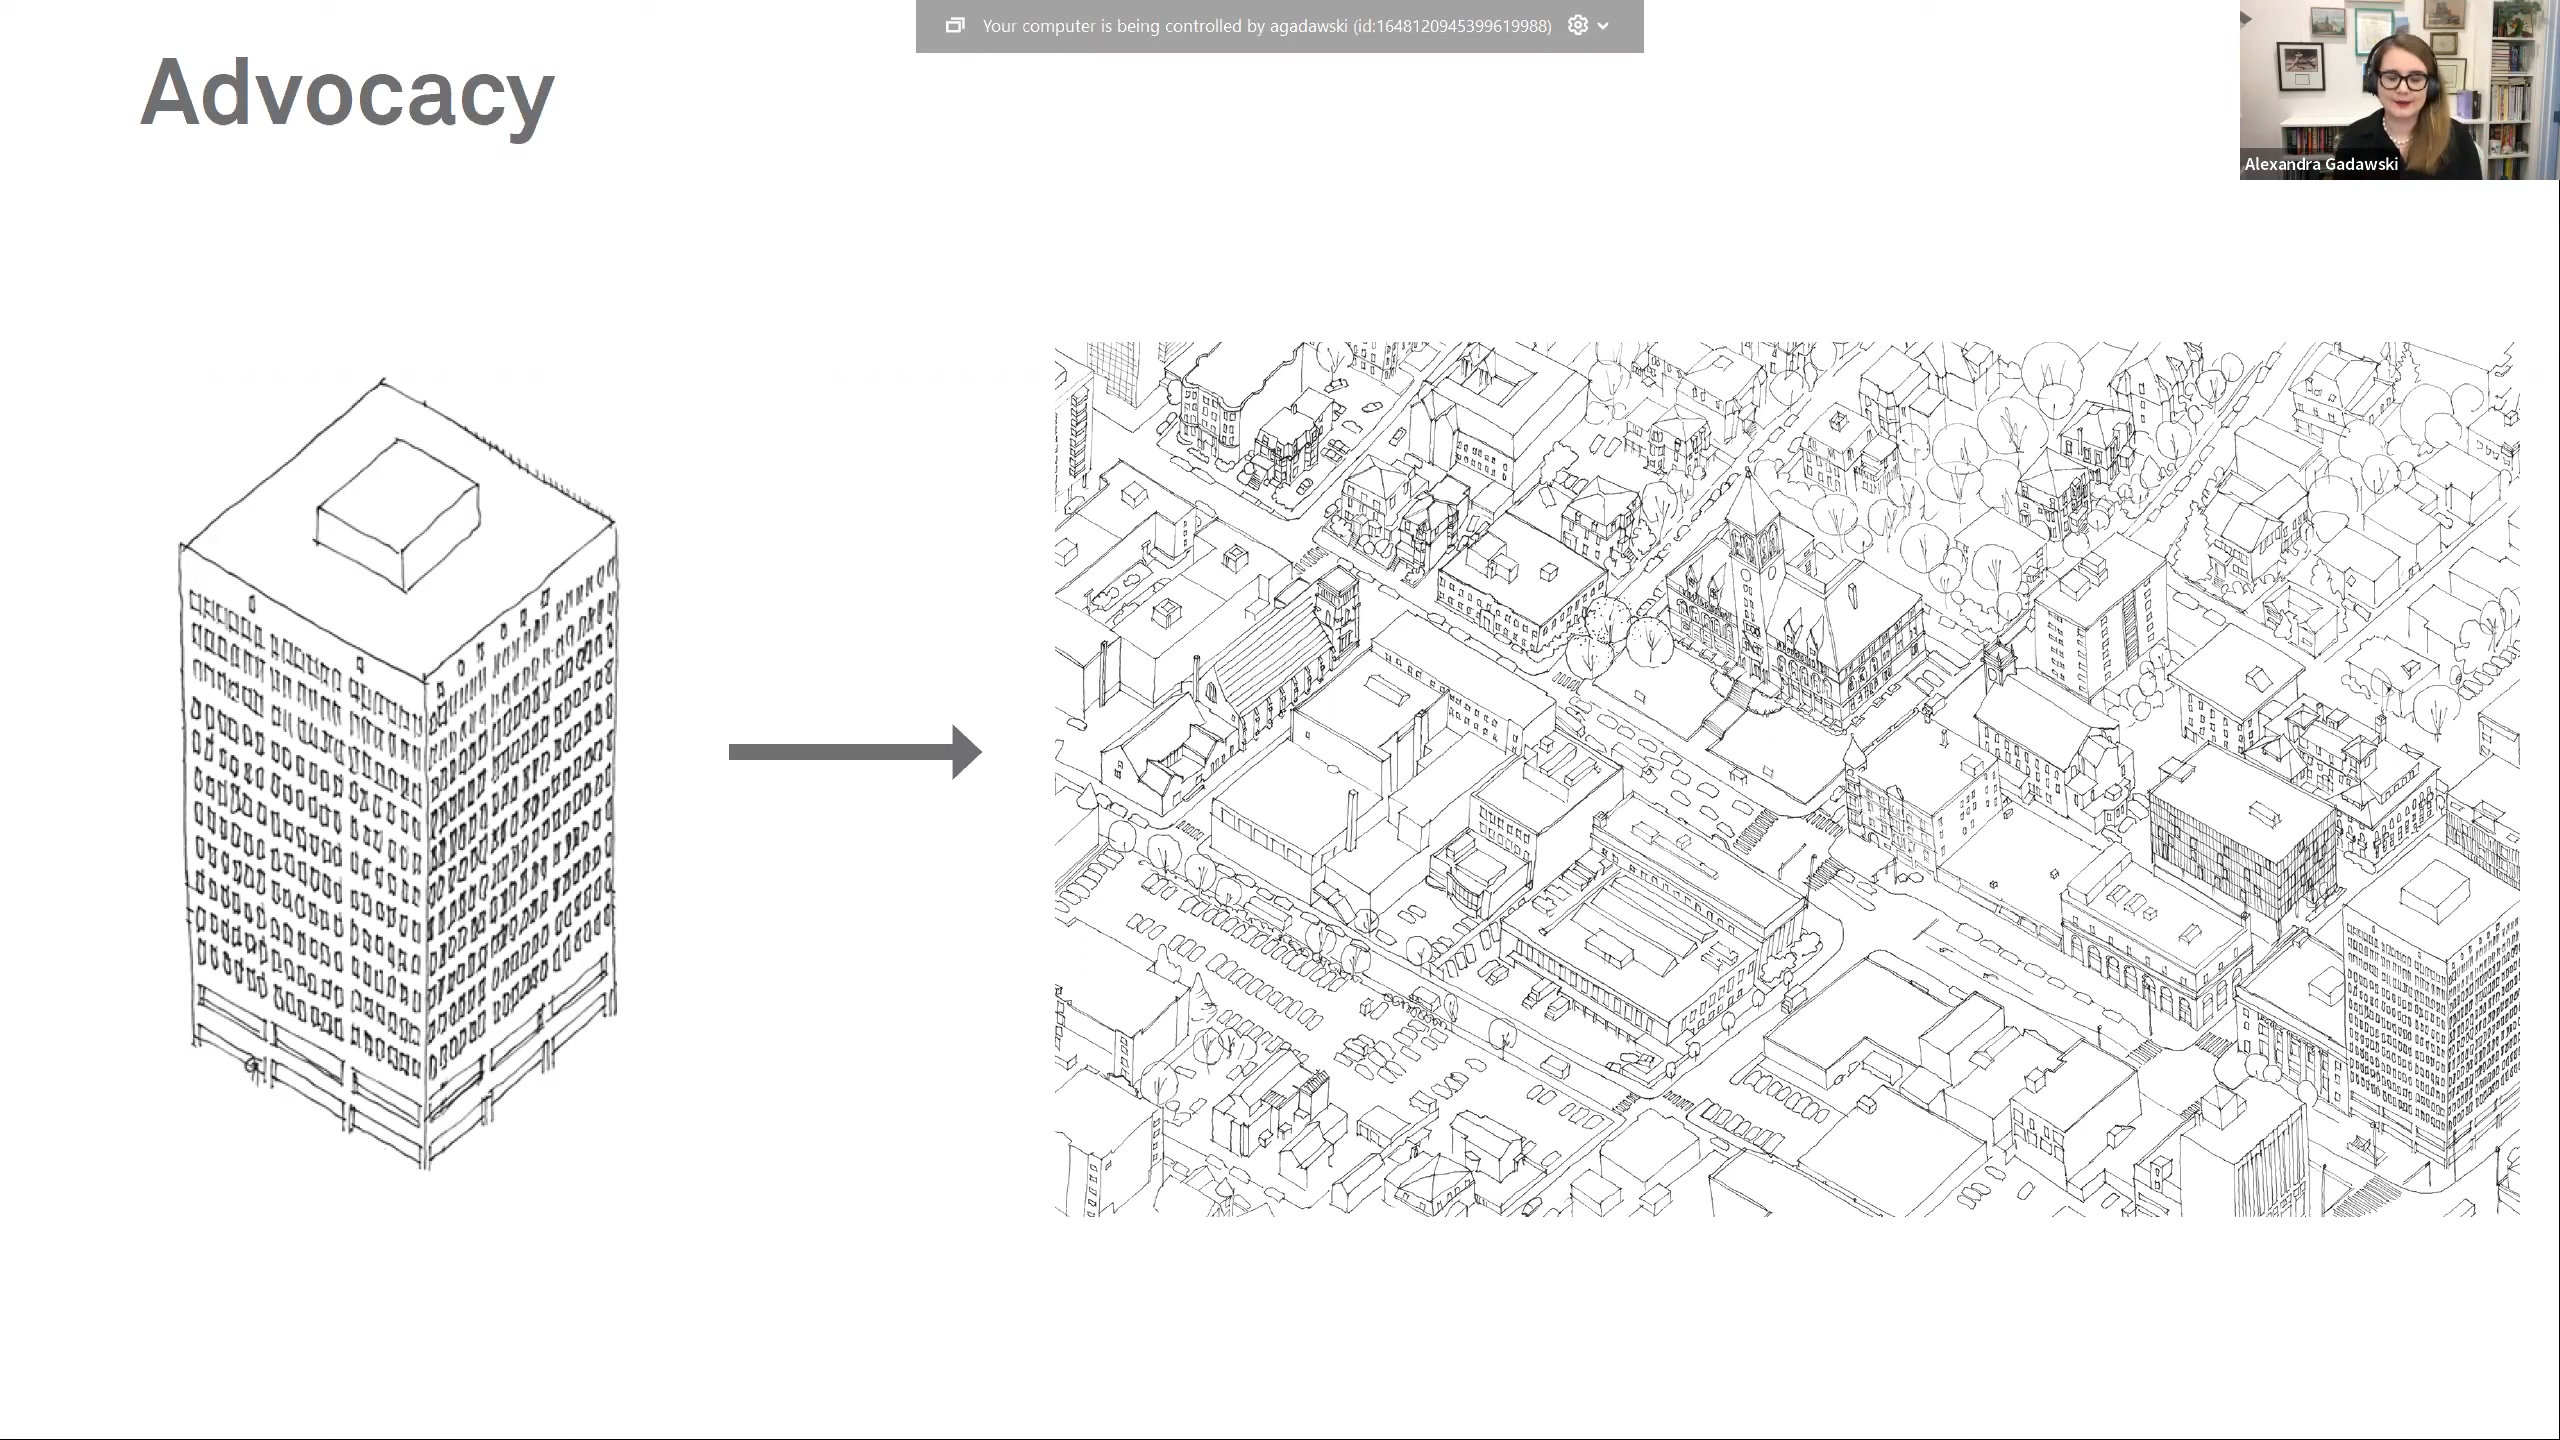 Your computer is being controlled by agadawski (id:1648120945399619988)
Advocacy
Alexandra Gadawski